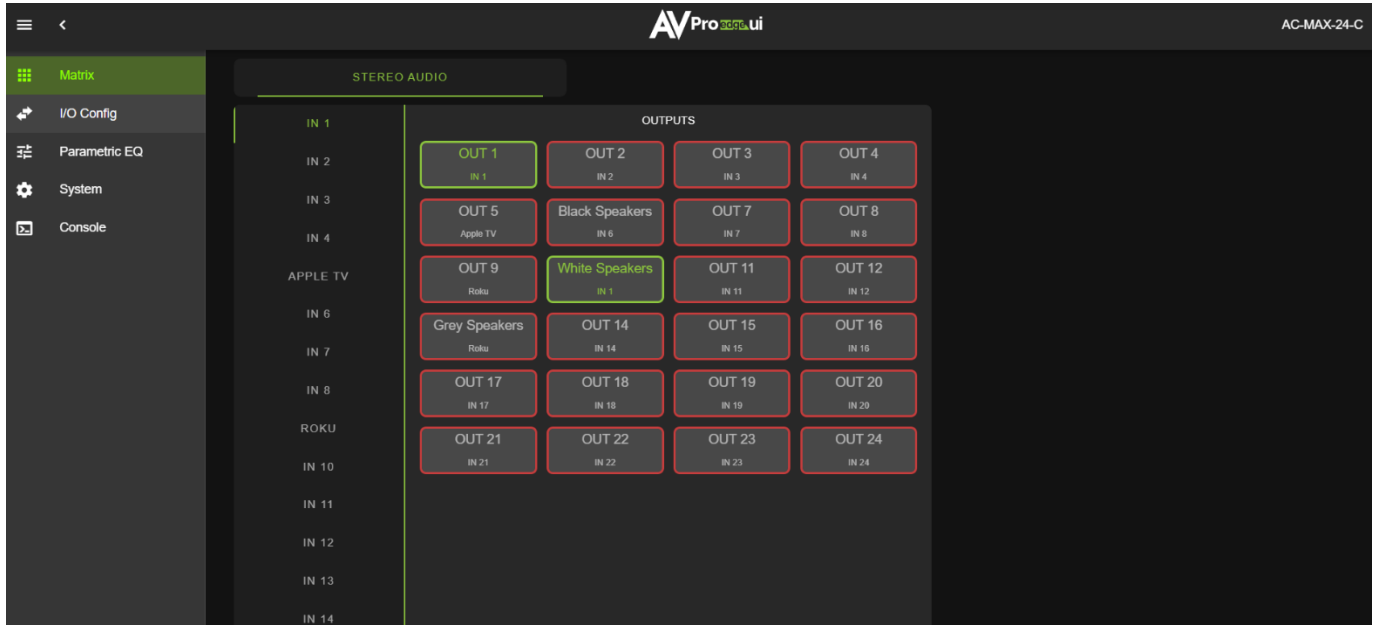 AVPro edge.ui
AC-MAX-24-C
Matrix
I/O Config
Parametric EQ
System
Console
STEREO AUDIO
IN 1
IN 2
IN 3
IN 4
APPLE TV
IN 6
IN 7
IN 8
ROKU
IN 10
IN 11
IN 12
IN 13
IN 14
OUTPUTS
OUT 1
IN 1
OUT 2
IN 2
OUT 3
IN 3
OUT 4
IN 4
OUT 5
Apple TV
Black Speakers
IN 6
OUT 7
IN 7
OUT 8
IN 8
OUT 9
Roku
White Speakers
IN 1
OUT 11
IN 11
OUT 12
IN 12
Grey Speakers
Roku
OUT 14
IN 14
OUT 15
IN 15
OUT 16
IN 16
OUT 17
IN 17
OUT 18
IN 18
OUT 19
IN 19
OUT 20
IN 20
OUT 21
IN 21
OUT 22
IN 22
OUT 23
IN 23
OUT 24
IN 24